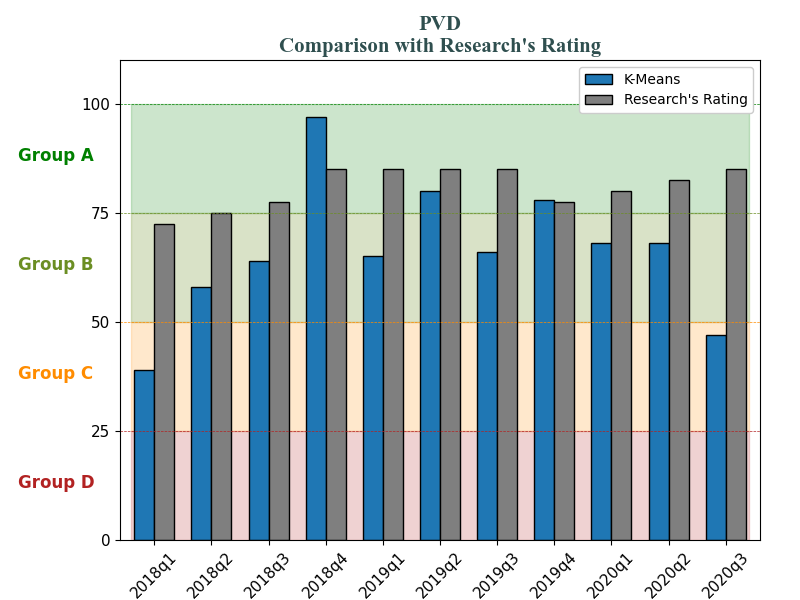 PVD
Comparison with Research's Rating
K-Means
Research's Rating
100
Group A
75
Group B
50
Group C
25
Group D
0
2018q1 2018q2 2018q3 2018q4 2019q1 2019q2 2019q3 2019q4 2020q1 2020q2 2020q3